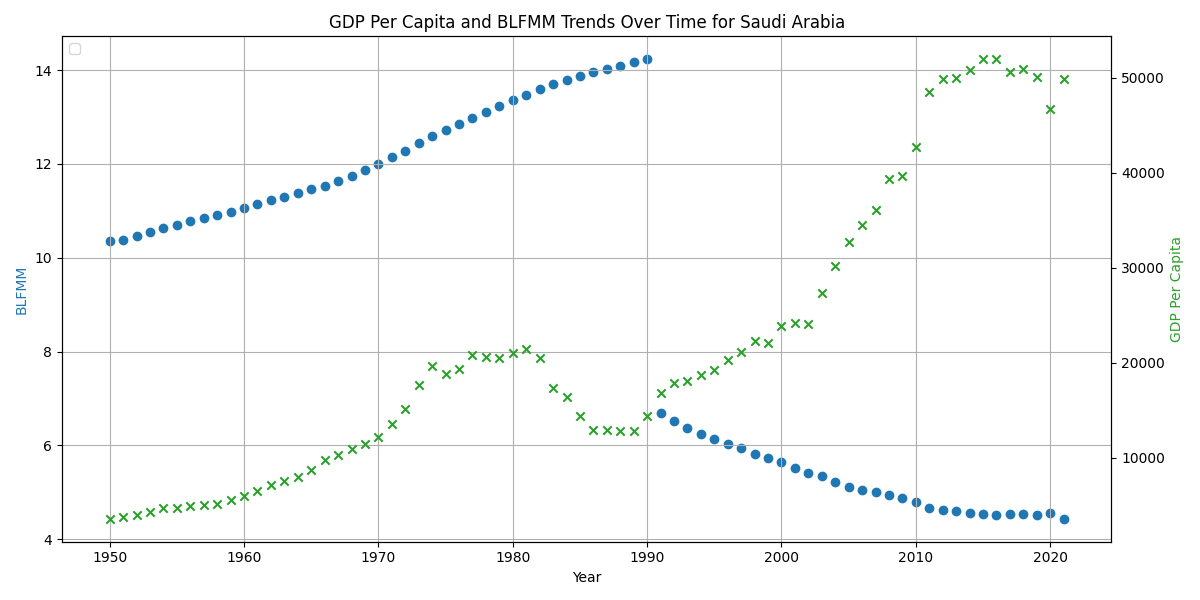 GDP Per Capita and BLFMM Trends Over Time for Saudi Arabia
14
12
10
8
6
4
BLFMM
50000
40000
30000
20000
10000
GDP Per Capita
1950 1960 1970 1980 1990 2000 2010 2020
Year